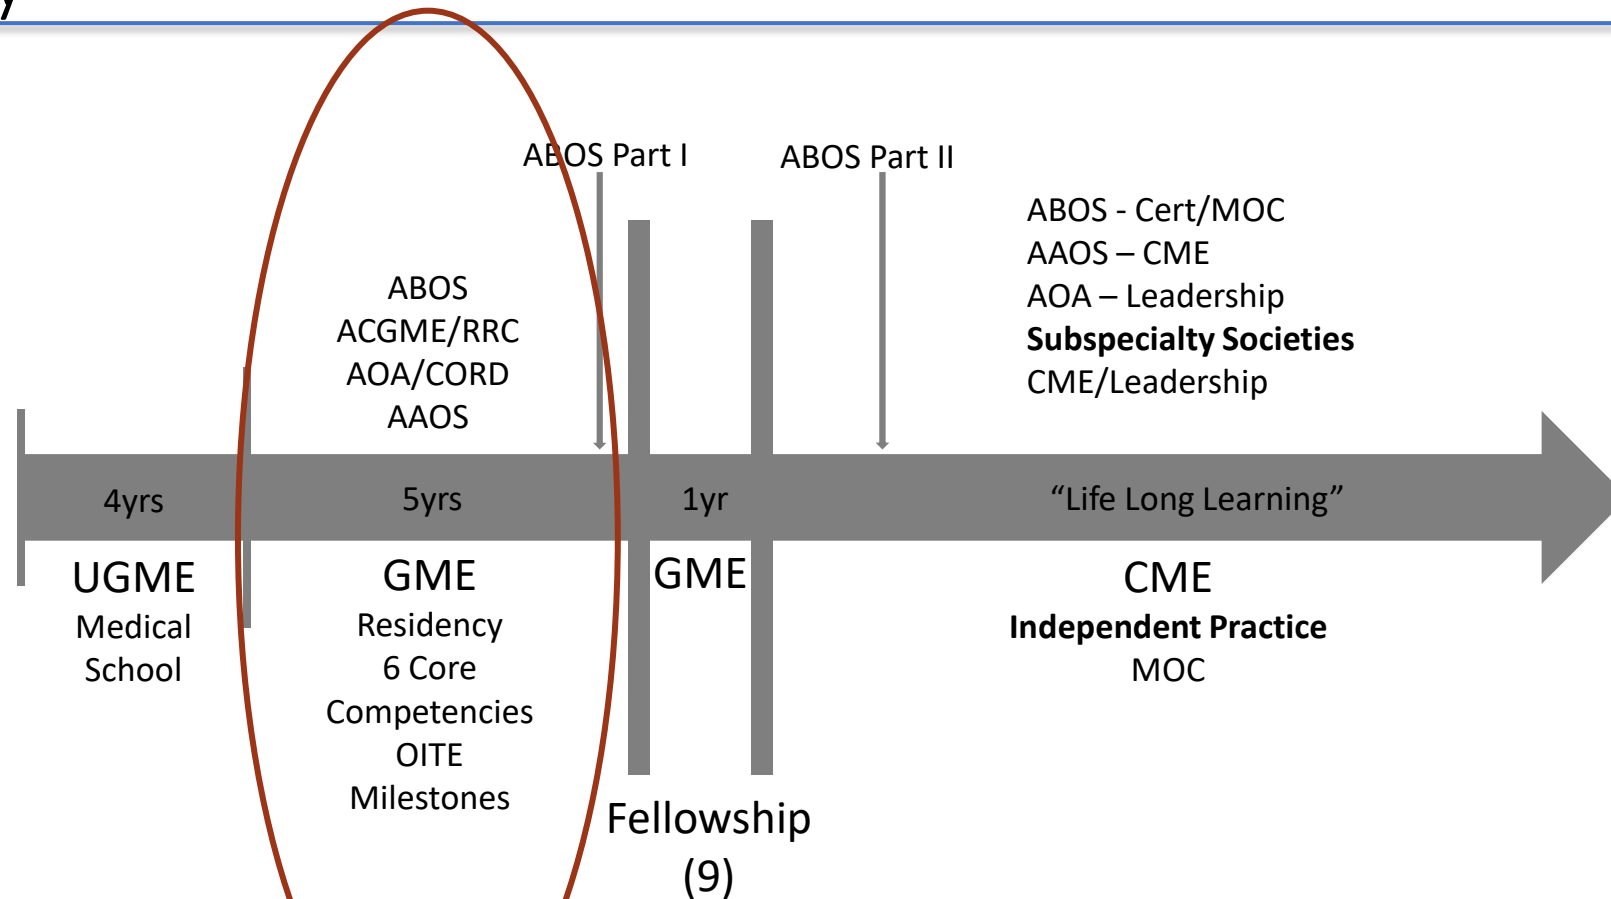 ABOS Part I
ABOS Part II
ABOS - Cert/MOC
AAOS – CME
AOA – Leadership
Subspecialty Societies
CME/Leadership
ABOS
ACGME/RRC
AOA/CORD
AAOS
4yrs
5yrs
1yr
“Life Long Learning”
UGME
Medical
School
GME
Residency
6 Core
Competencies
OITE
Milestones
GME
Fellowship
(9)
CME
Independent Practice
MOC